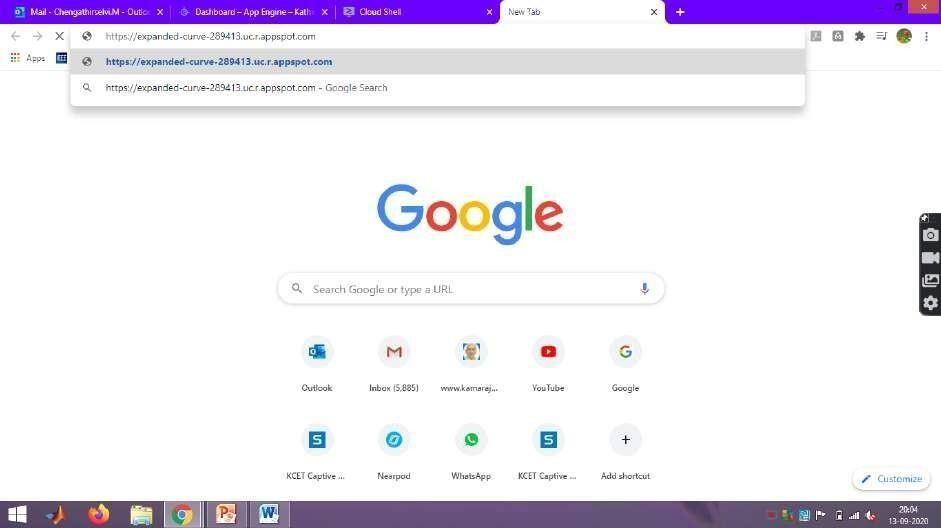 Mail - Chengathirselvi.M - Outlo
Dashboard – App Engine – Kath
Cloud Shell
New Tab
https://expanded-curve-289413.uc.r.appspot.com
Apps
https://expanded-curve-289413.uc.r.appspot.com
https://expanded-curve-289413.uc.r.appspot.com - Google Search
Google
Search Google or type a URL
Outlook
Inbox (5,885)
www.kamaraj...
YouTube
Google
KCET Captive ...
Nearpod
WhatsApp
KCET Captive ...
Add shortcut
Customize
20:04
13-09-2020